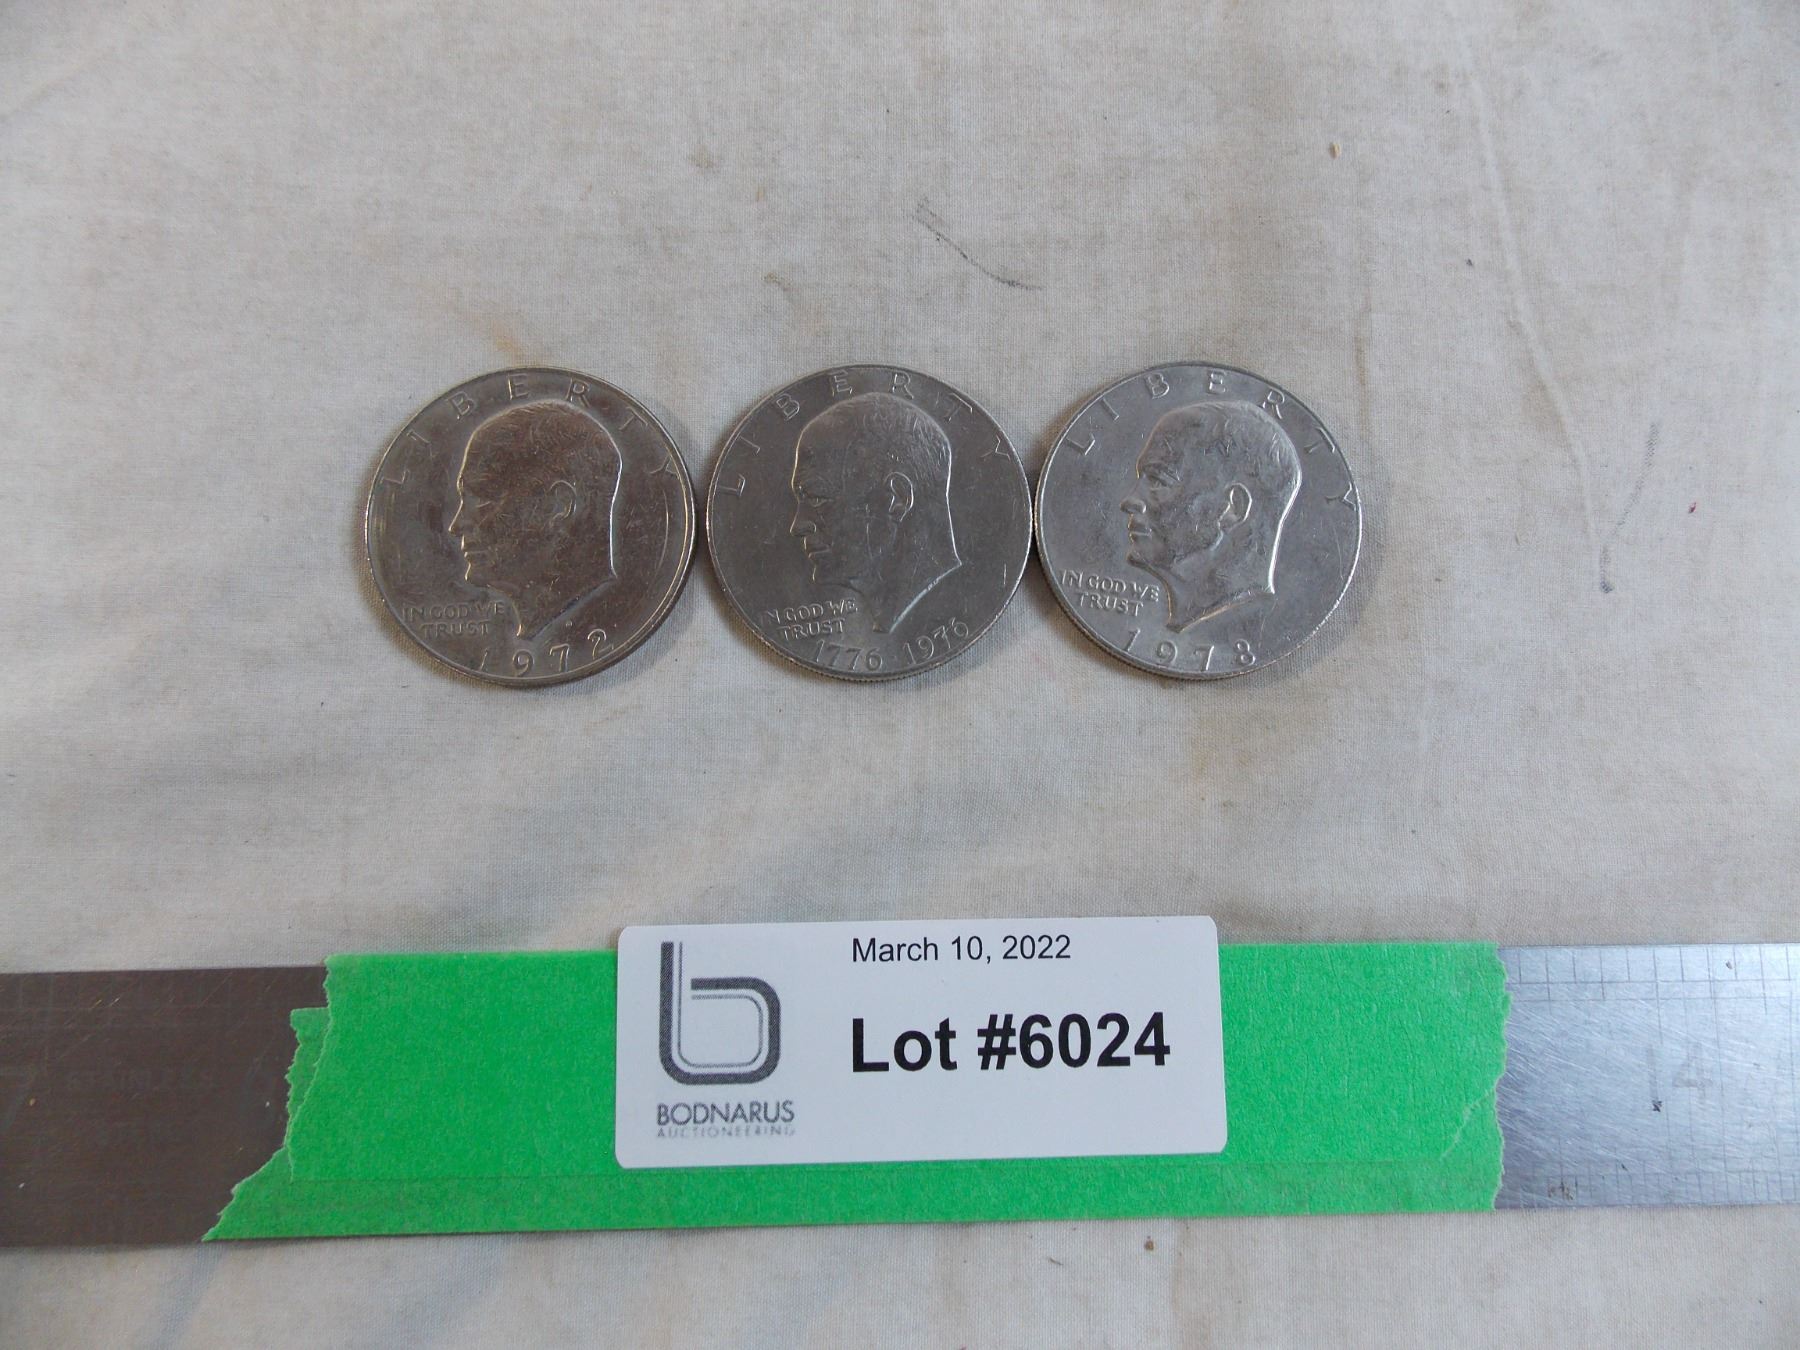 LIBERTY
IN GOD WE
TRUST
1972
LIBERTY
IN GOD WE
TRUST
1776·1976
LIBERTY
IN GOD WE
TRUST
1978
March 10, 2022
Lot #6024
BODNARUS
AUCTIONEERING
STAINLESS
14